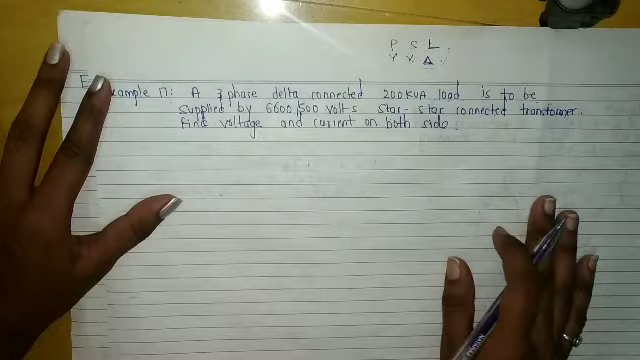 P S L
Y Y Δ
Example 17: A 3 phase delta connected 200KVA load is to be
supplied by 6600/500 volts Star-star connected transformer.
Find voltage and current on both side.